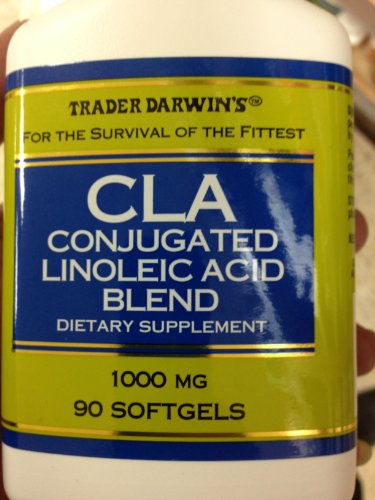 TRADER DARWIN'S™
FOR THE SURVIVAL OF THE FITTEST
CLA
CONJUGATED
LINOLEIC ACID
BLEND
DIETARY SUPPLEMENT
1000 MG
90 SOFTGELS